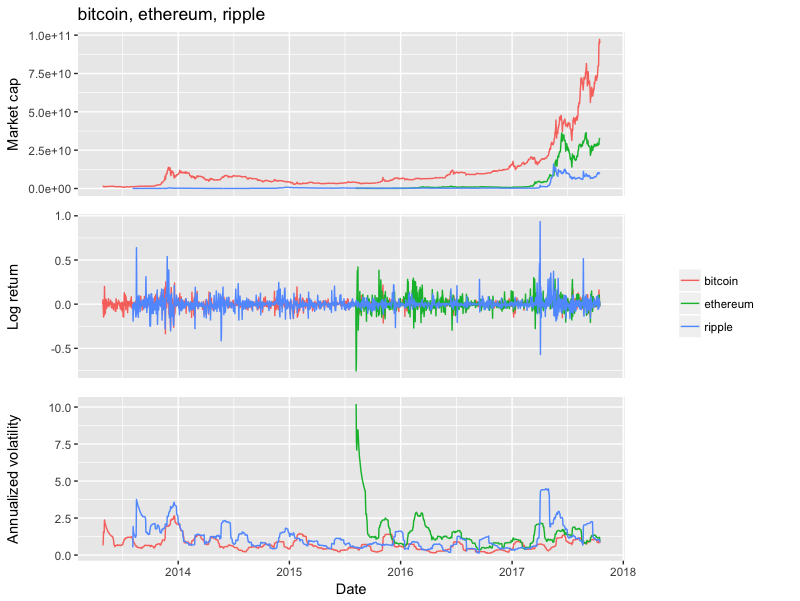 bitcoin, ethereum, ripple
Market cap
1.0e+11
7.5e+10
5.0e+10
2.5e+10
0.0e+00
Log return
1.0
0.5
0.0
-0.5
bitcoin
ethereum
ripple
Annualized volatility
10.0
7.5
5.0
2.5
0.0
2014 2015 2016 2017 2018
Date